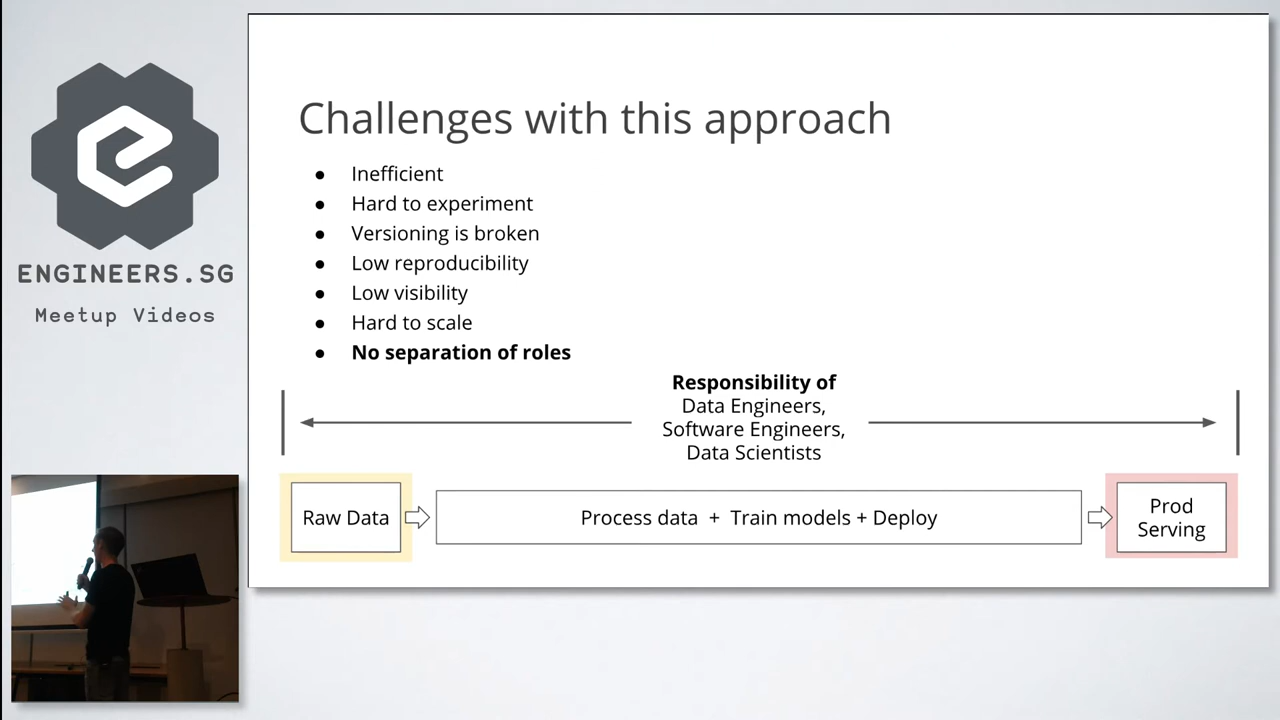 ENGINEERS.SG
Meetup Videos
Challenges with this approach
● Inefficient
● Hard to experiment
● Versioning is broken
● Low reproducibility
● Low visibility
● Hard to scale
● No separation of roles
Responsibility of
Data Engineers,
Software Engineers,
Data Scientists
Raw Data
Process data + Train models + Deploy
Prod
Serving